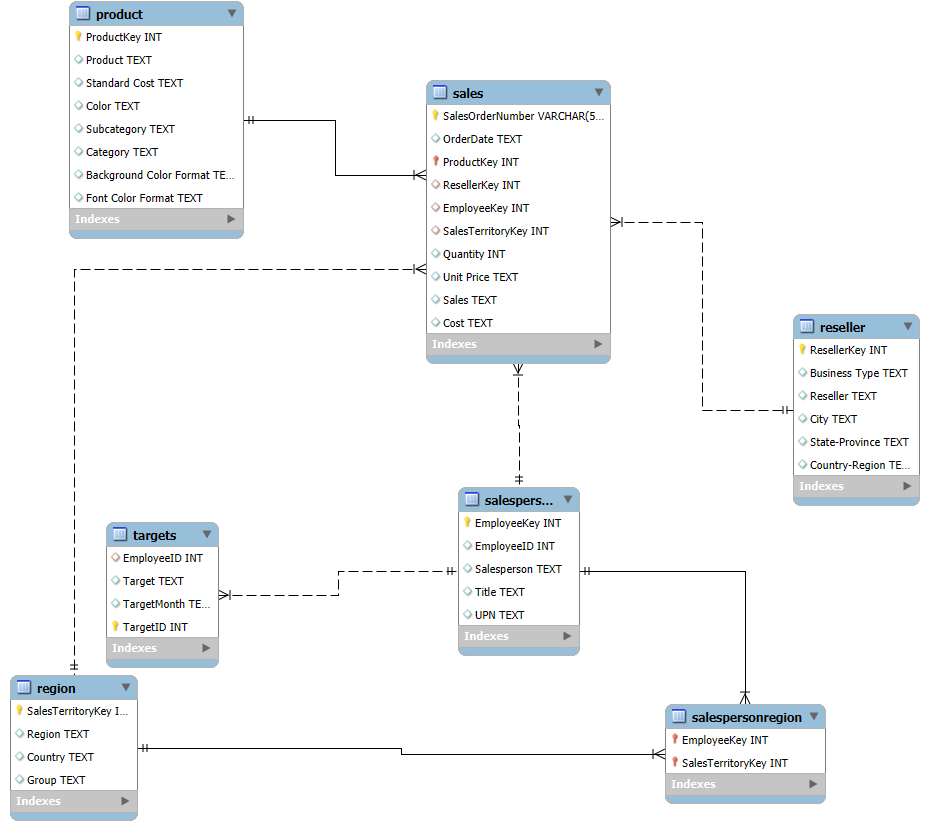 product
ProductKey INT
Product TEXT
Standard Cost TEXT
Color TEXT
Subcategory TEXT
Category TEXT
Background Color Format TE...
Font Color Format TEXT
Indexes
sales
SalesOrderNumber VARCHAR(5...
OrderDate TEXT
ProductKey INT
ResellerKey INT
EmployeeKey INT
SalesTerritoryKey INT
Quantity INT
Unit Price TEXT
Sales TEXT
Cost TEXT
Indexes
reseller
ResellerKey INT
Business Type TEXT
Reseller TEXT
City TEXT
State-Province TEXT
Country-Region TE...
Indexes
salespers...
EmployeeKey INT
EmployeeID INT
Salesperson TEXT
Title TEXT
UPN TEXT
Indexes
targets
EmployeeID INT
Target TEXT
TargetMonth TE...
TargetID INT
Indexes
region
SalesTerritoryKey I...
Region TEXT
Country TEXT
Group TEXT
Indexes
salespersonregion
EmployeeKey INT
SalesTerritoryKey INT
Indexes